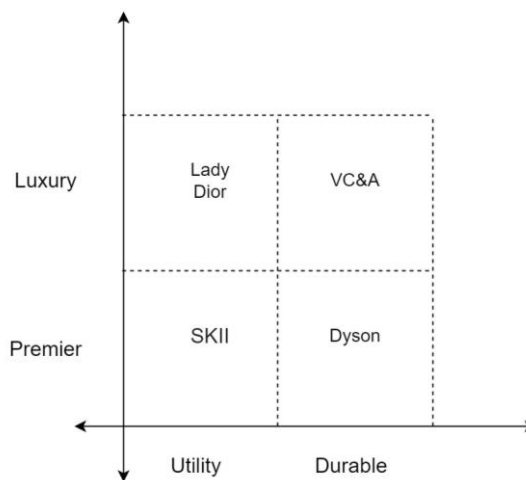 Luxury
Lady
Dior
VC&A
Premier
SKII
Dyson
Utility
Durable